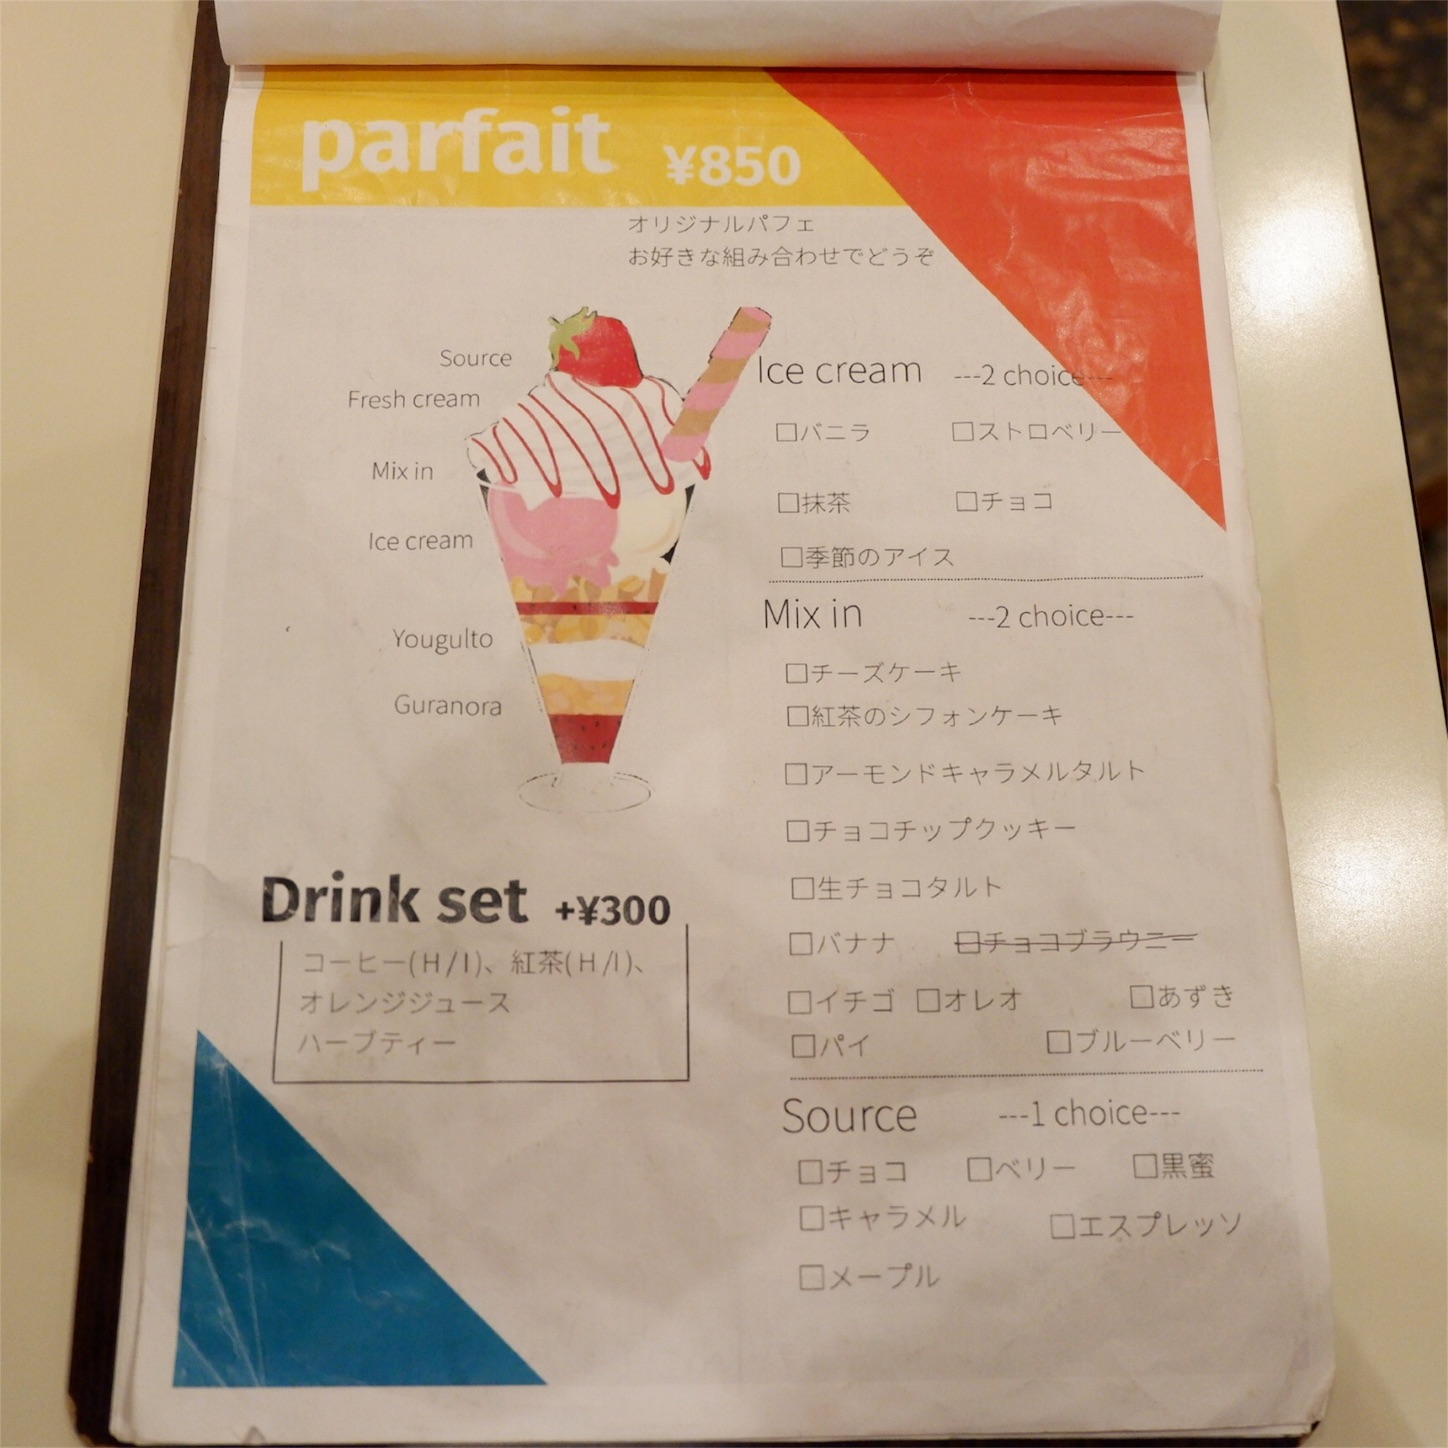 parfait ¥850
オリジナルパフェ
お好きな組み合わせでどうぞ
Source
Fresh cream
Mix in
Ice cream
Yougulto
Guranora
Drink set +¥300
コーヒー(H/I)、紅茶(H/I)、
オレンジジュース
ハーブティー
Ice cream ---2 choice---
□バニラ □ストロベリー
□抹茶 □チョコ
□季節のアイス
Mix in ---2 choice---
□チーズケーキ
□紅茶のシフォンケーキ
□アーモンドキャラメルタルト
□チョコチップクッキー
□生チョコタルト
□バナナ □チョコブラウニー
□イチゴ □オレオ □あずき
□パイ □ブルーベリー
Source ---1 choice---
□チョコ □ベリー □黒蜜
□キャラメル □エスプレッソ
□メープル